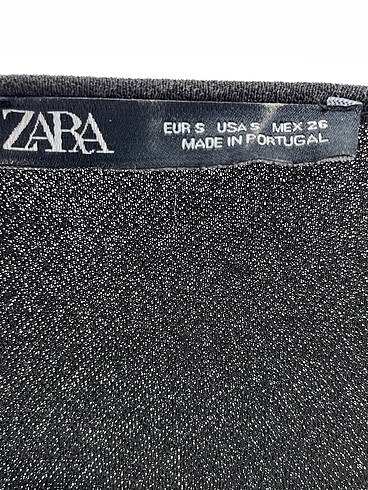 ZARA
EUR S USA S MEX 26
MADE IN PORTUGAL